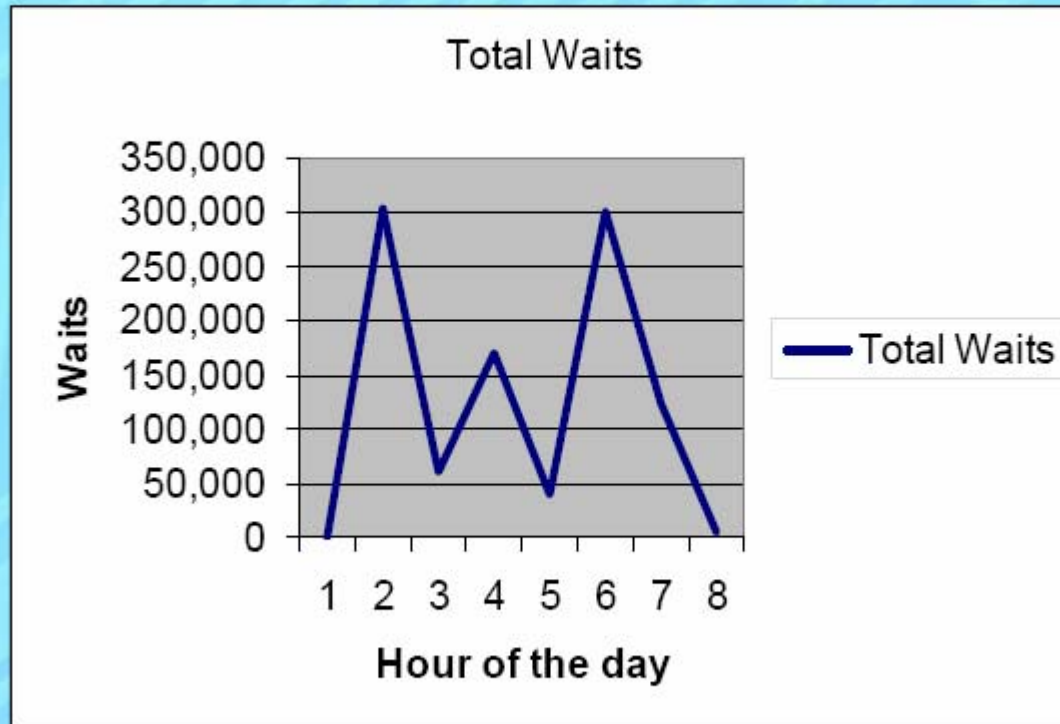 Total Waits
350,000
300,000
250,000
200,000
150,000
100,000
50,000
0
Waits
1 2 3 4 5 6 7 8
Hour of the day
Total Waits